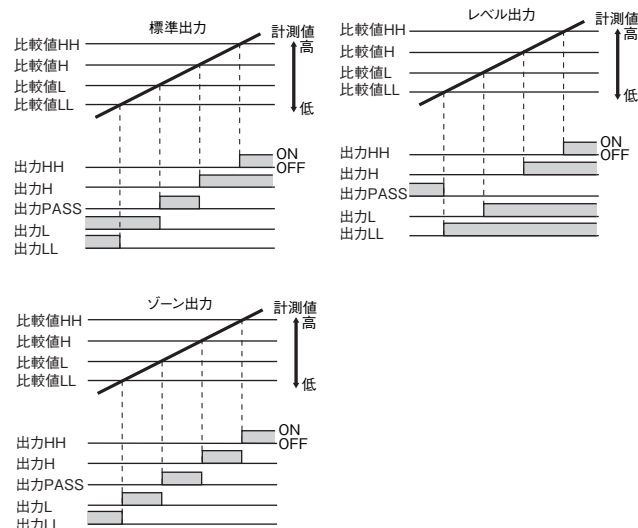 標準出力
計測値
高
低
比較値HH
比較値H
比較値L
比較値LL
ON
OFF
出力HH
出力H
出力PASS
出力L
出力LL
レベル出力
計測値
高
低
比較値HH
比較値H
比較値L
比較値LL
ON
OFF
出力HH
出力H
出力PASS
出力L
出力LL
ゾーン出力
計測値
高
低
比較値HH
比較値H
比較値L
比較値LL
ON
OFF
出力HH
出力H
出力PASS
出力L
出力LL